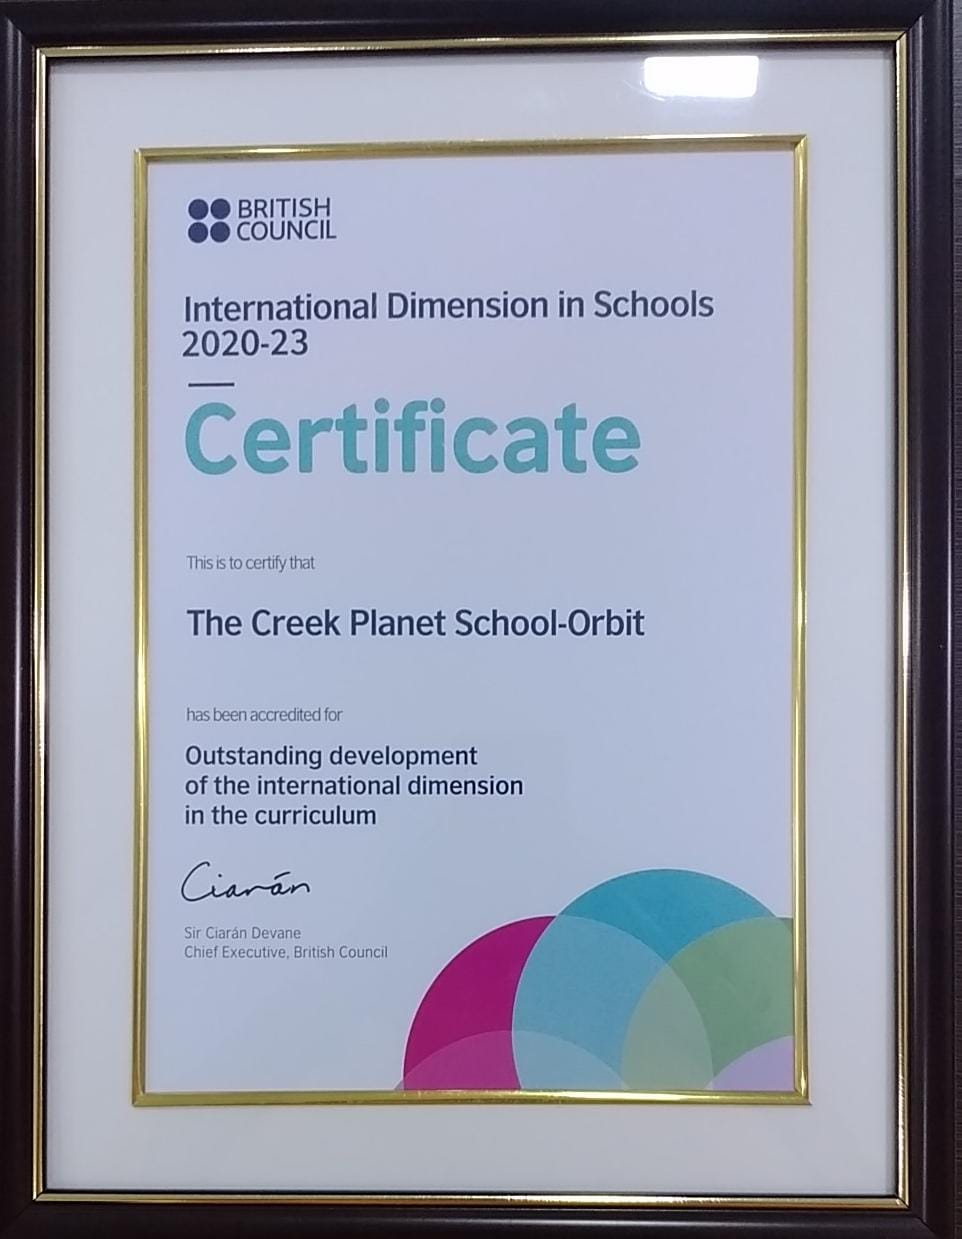 BRITISH
COUNCIL
International Dimension in Schools
2020-23
Certificate
This is to certify that
The Creek Planet School-Orbit
has been accredited for
Outstanding development
of the international dimension
in the curriculum
Ciarán
Sir Ciarán Devane
Chief Executive, British Council